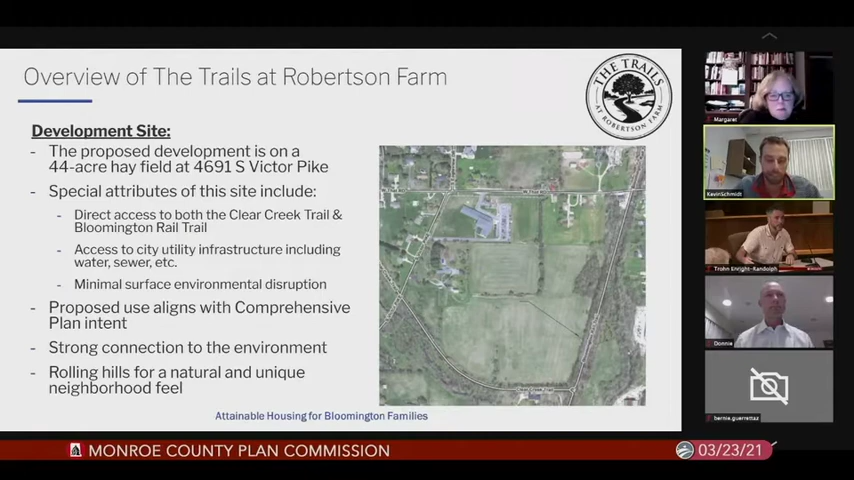 Overview of The Trails at Robertson Farm
THE TRAILS
AT ROBERTSON FARM
Development Site:
- The proposed development is on a
44-acre hay field at 4691 S Victor Pike
- Special attributes of this site include:
- Direct access to both the Clear Creek Trail &
Bloomington Rail Trail
- Access to city utility infrastructure including
water, sewer, etc.
- Minimal surface environmental disruption
- Proposed use aligns with Comprehensive
Plan intent
- Strong connection to the environment
- Rolling hills for a natural and unique
neighborhood feel
Attainable Housing for Bloomington Families
Margaret
KevinSchmidt
Trohn Enright-Randolph
Donnie
bernie.guerrettaz
MONROE COUNTY PLAN COMMISSION
03/23/21